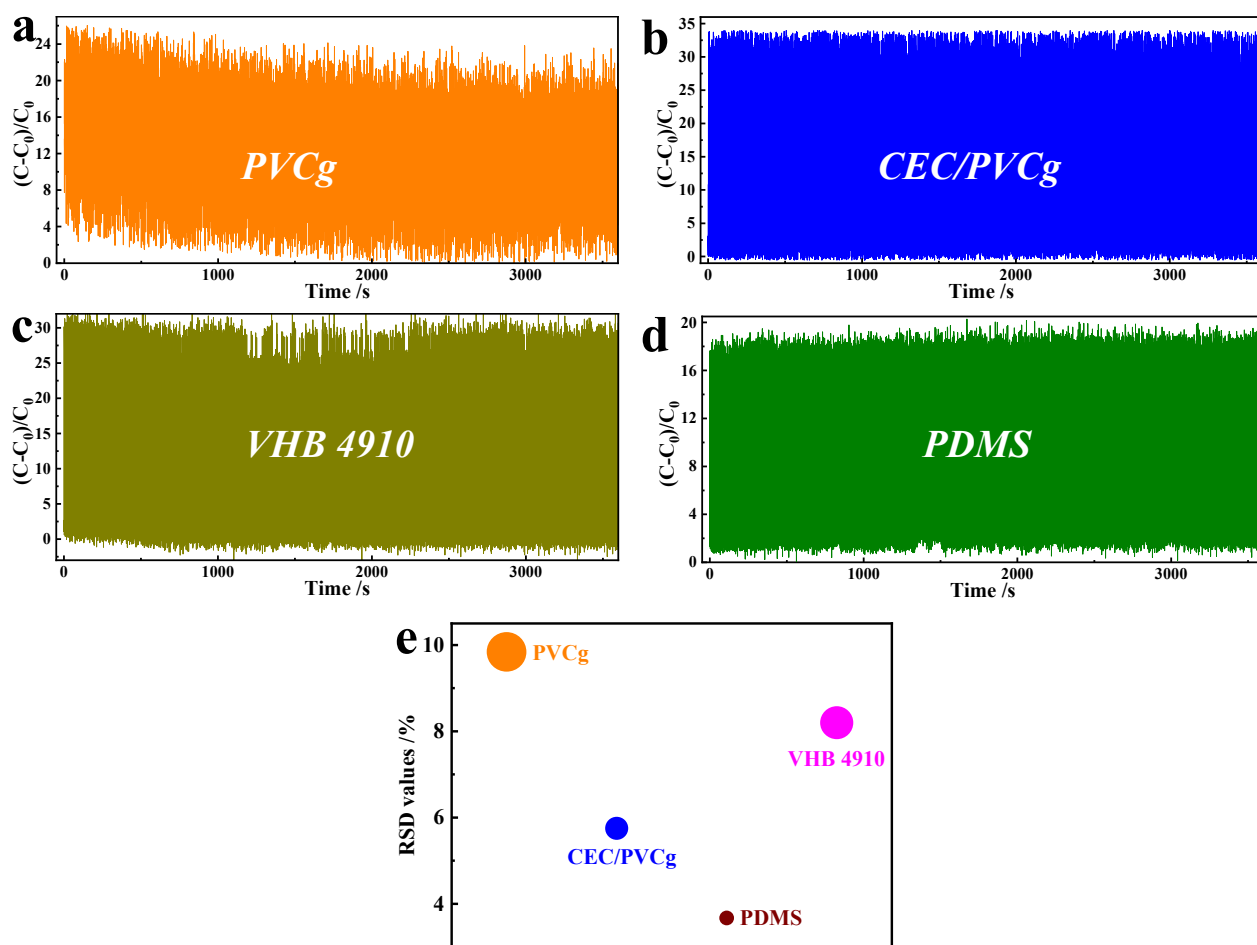 a
24
20
16
12
8
4
0
(C-C₀)/C₀
PVCg
0 1000 2000 3000
Time /s
b
35
30
25
20
15
10
5
0
(C-C₀)/C₀
CEC/PVCg
0 1000 2000 3000
Time /s
c
30
25
20
15
10
5
0
(C-C₀)/C₀
VHB 4910
0 1000 2000 3000
Time /s
d
20
16
12
8
4
0
(C-C₀)/C₀
PDMS
0 1000 2000 3000
Time /s
e
10
8
6
4
RSD values /%
PVCg
VHB 4910
CEC/PVCg
PDMS